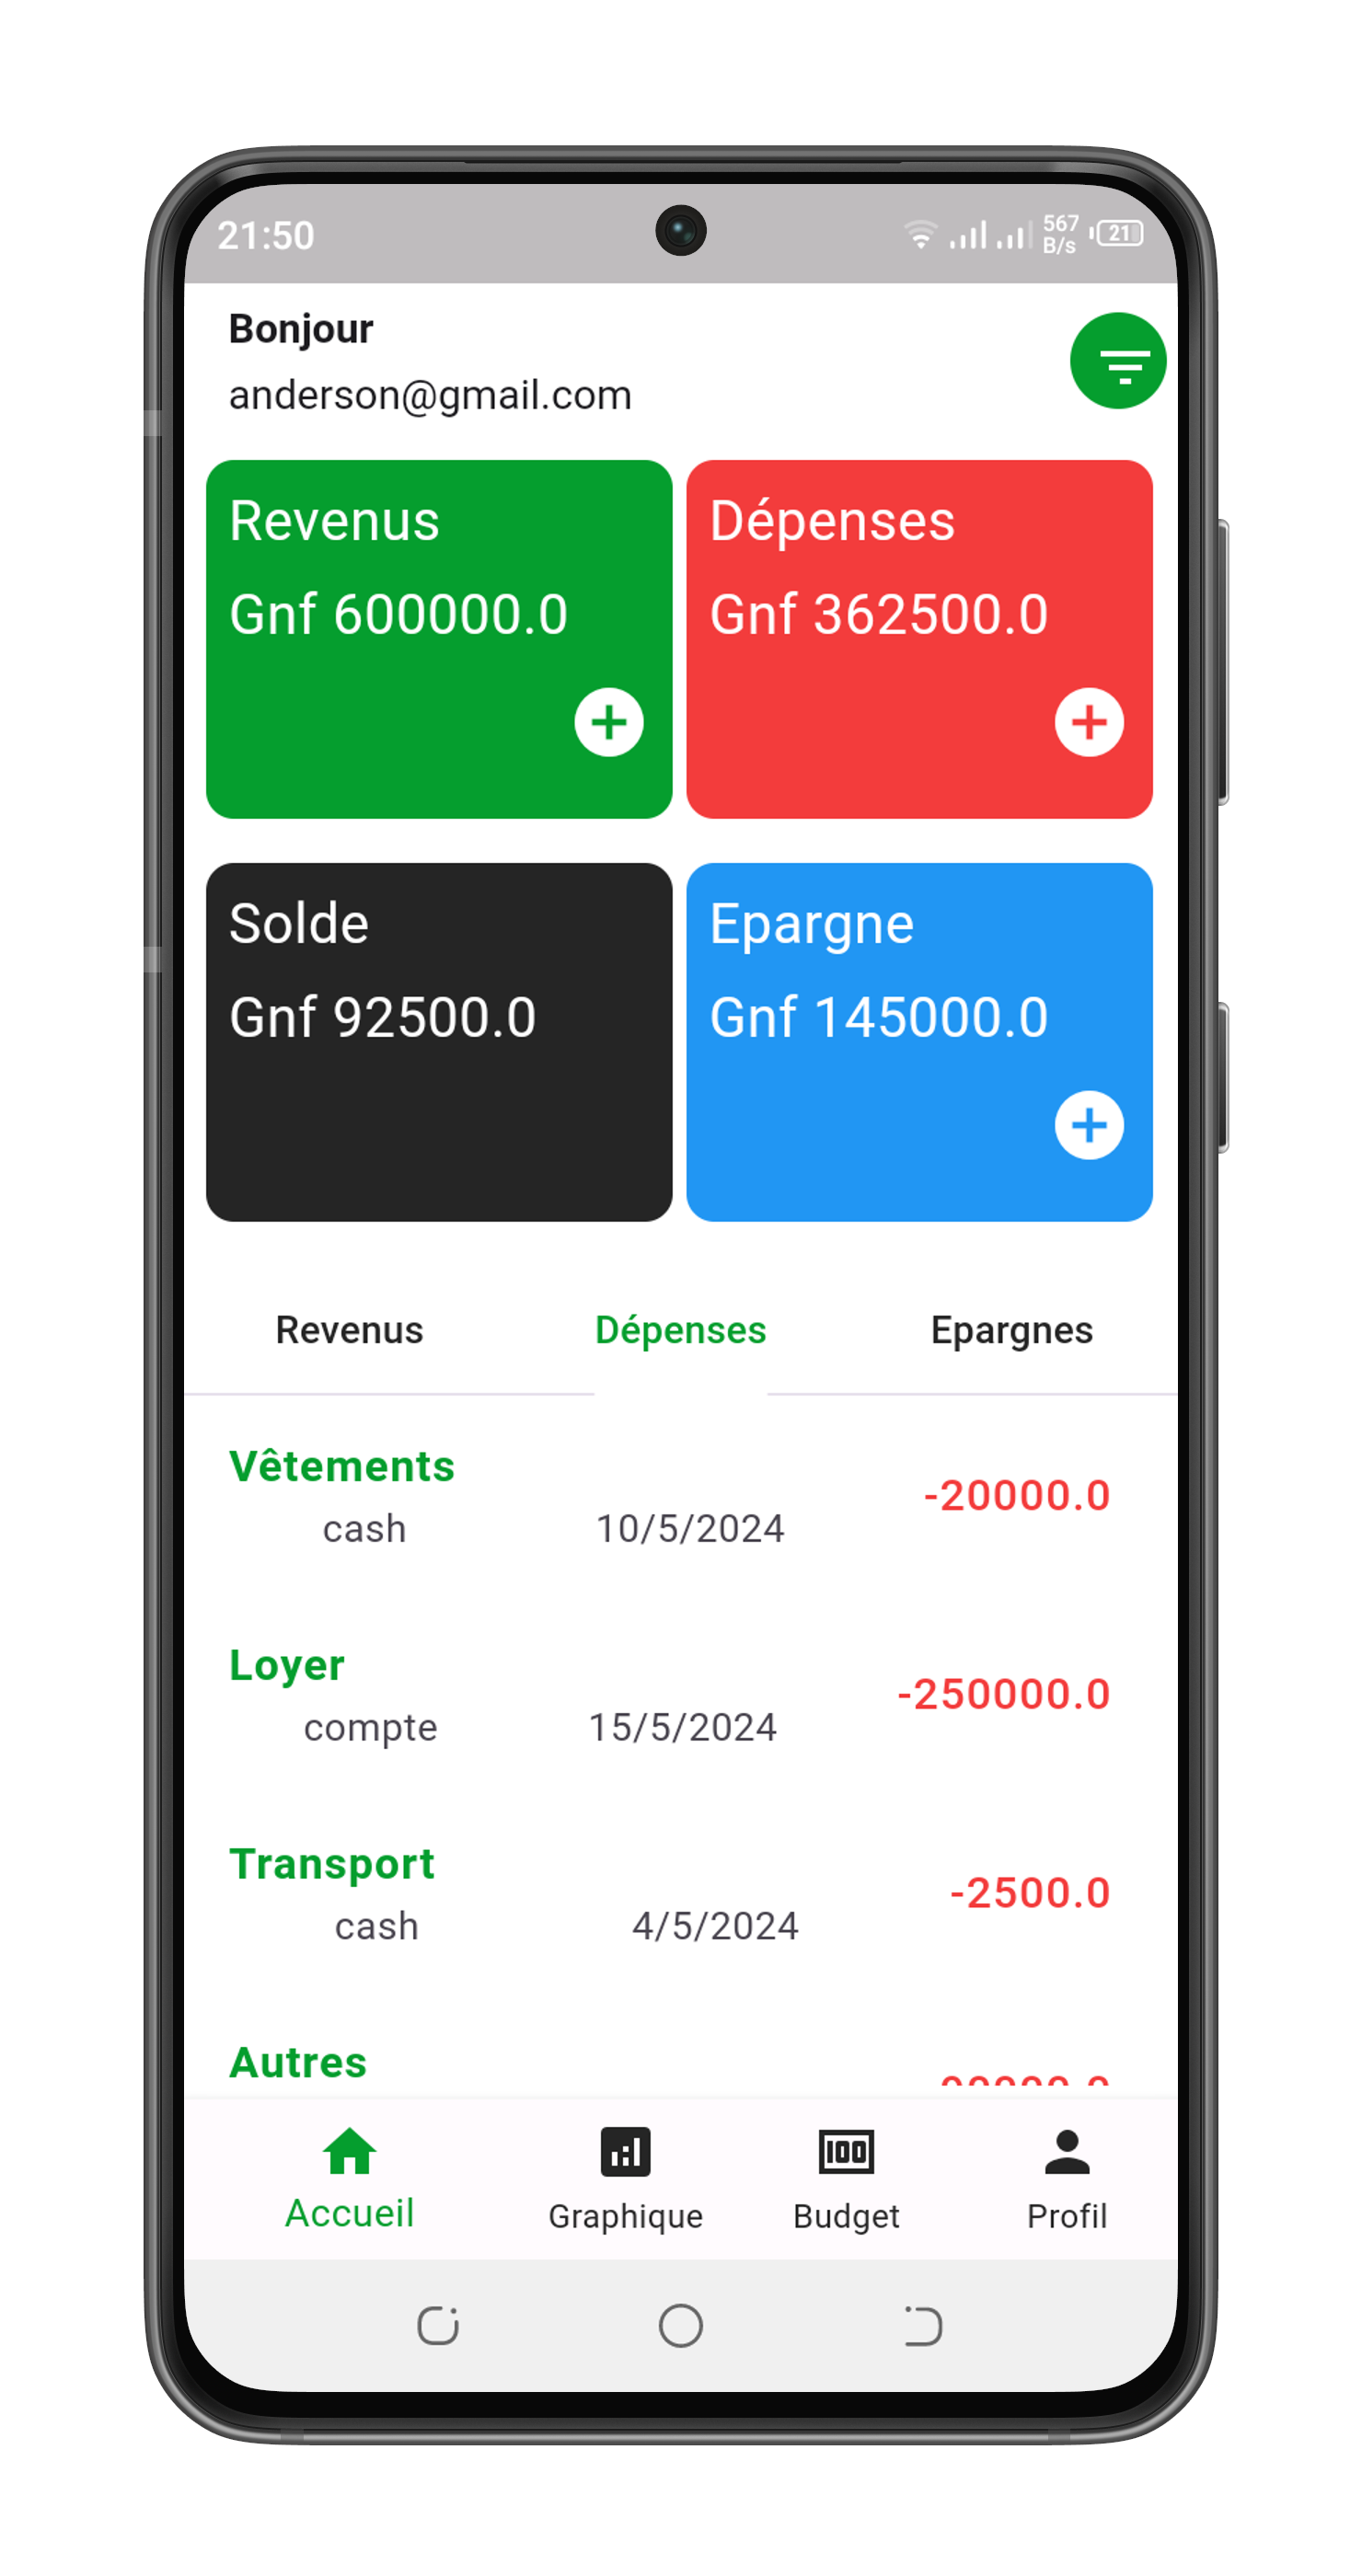 21:50
567
B/s
21
Bonjour
anderson@gmail.com
Revenus
Gnf 600000.0
Dépenses
Gnf 362500.0
Solde
Gnf 92500.0
Epargne
Gnf 145000.0
Revenus
Dépenses
Epargnes
Vêtements
-20000.0
cash
10/5/2024
Loyer
-250000.0
compte
15/5/2024
Transport
-2500.0
cash
4/5/2024
Autres
100
Accueil
Graphique
Budget
Profil